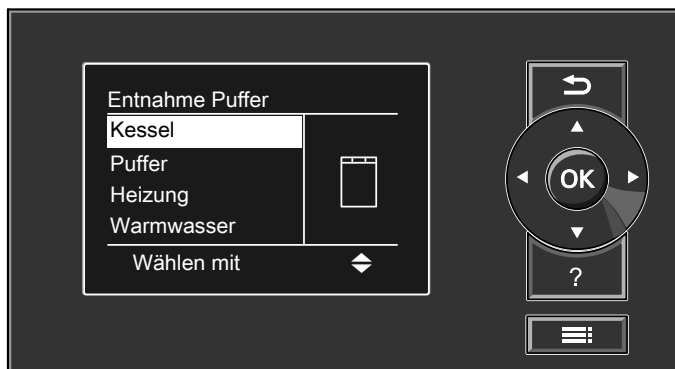 Entnahme Puffer
Kessel
Puffer
Heizung
Warmwasser
Wählen mit
OK
?